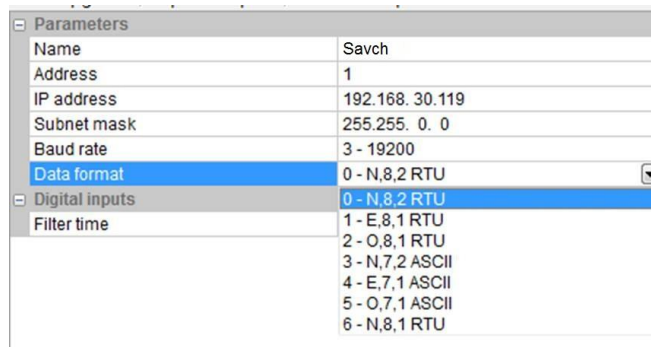 Parameters
Name Savch
Address 1
IP address 192.168. 30.119
Subnet mask 255.255. 0. 0
Baud rate 3 - 19200
Data format 0 - N,8,2 RTU
Digital inputs 0 - N,8,2 RTU
Filter time 1 - E,8,1 RTU
2 - O,8,1 RTU
3 - N,7,2 ASCII
4 - E,7,1 ASCII
5 - O,7,1 ASCII
6 - N,8,1 RTU